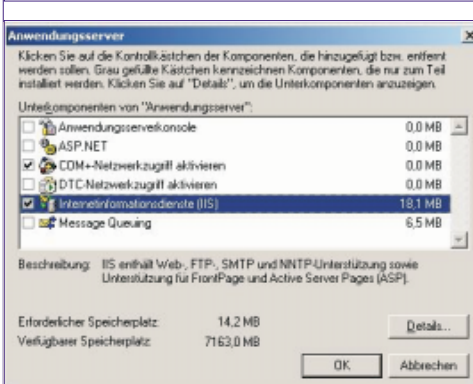 Anwendungsserver
Klicken Sie auf die Kontrollkästchen der Komponenten, die hinzugefügt bzw. entfernt
werden sollen. Grau gefüllte Kästchen kennzeichnen Komponenten, die nur zum Teil
installiert werden. Klicken Sie auf "Details", um die Unterkomponenten anzuzeigen.
Unterkomponenten von "Anwendungsserver":
Anwendungsserverkonsole 0,0 MB
ASP.NET 0,0 MB
COM+-Netzwerkzugriff aktivieren 0,0 MB
DTC-Netzwerkzugriff aktivieren 0,0 MB
Internetinformationsdienste (IIS) 18,1 MB
Message Queuing 6,5 MB
Beschreibung: IIS enthält Web-, FTP-, SMTP und NNTP-Unterstützung sowie
Unterstützung für FrontPage und Active Server Pages (ASP).
Erforderlicher Speicherplatz: 14,2 MB
Verfügbarer Speicherplatz: 7163,0 MB
Details...
OK Abbrechen